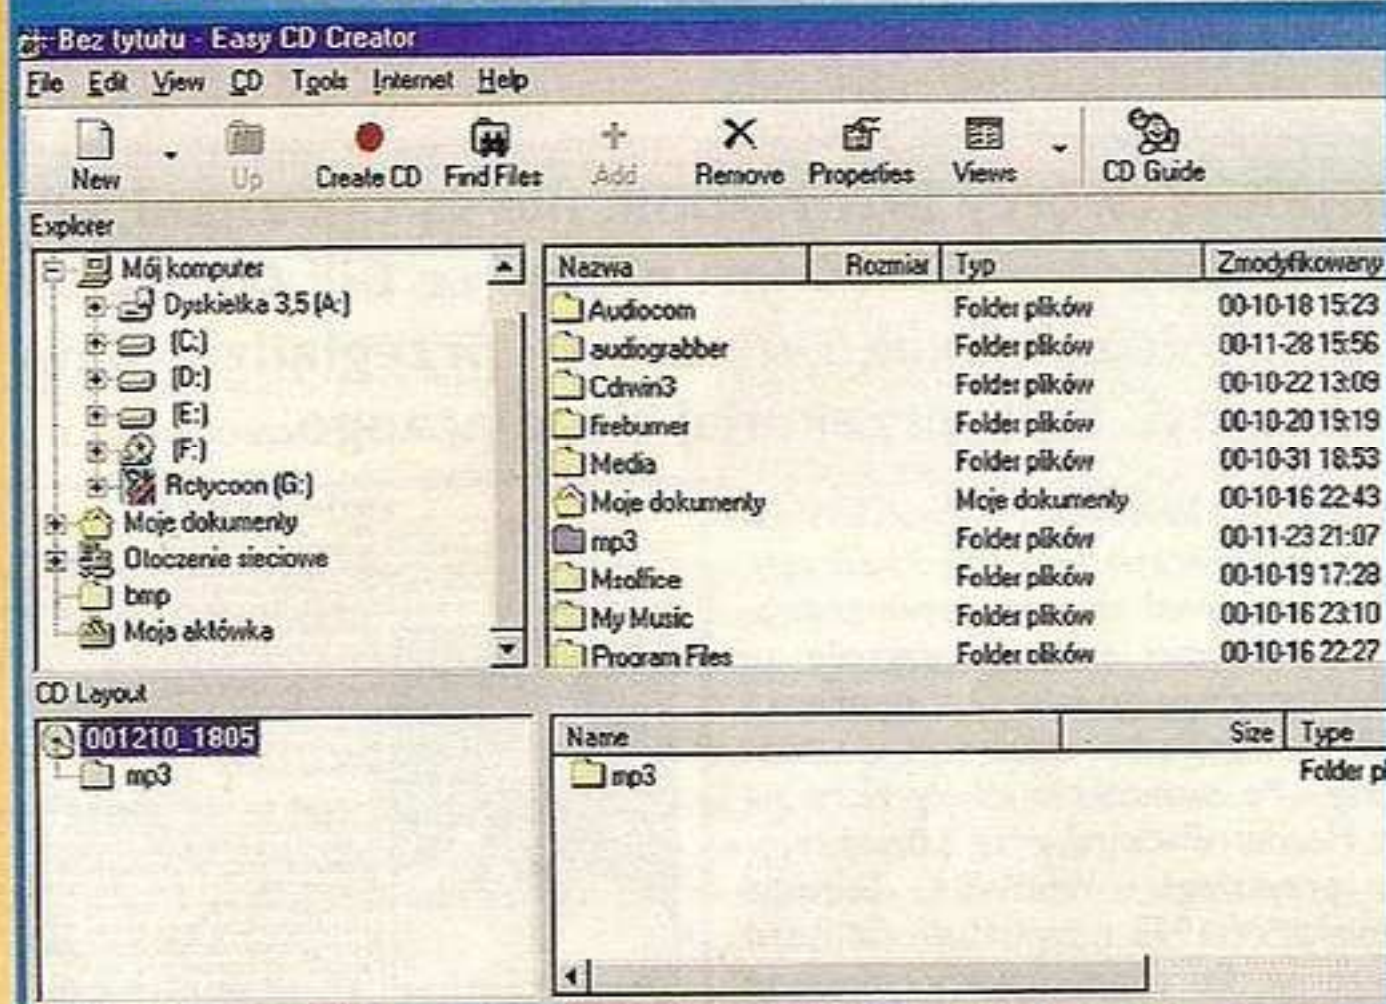 Bez tytułu - Easy CD Creator
File Edit View CD Tools Internet Help
New Up Create CD Find Files Add Remove Properties Views CD Guide
Explorer
Mój komputer
Dyskietka 3,5 (A:)
(C:)
(D:)
(E:)
(F:)
Rctycoon (G:)
Moje dokumenty
Otoczenie sieciowe
bmp
Moja aktówka
Nazwa Rozmiar Typ Zmodyfikowany
Audiocom Folder plików 00-10-18 15:23
audiograbber Folder plików 00-11-28 15:56
Cdrwin3 Folder plików 00-10-22 13:09
fireburner Folder plików 00-10-20 19:19
Media Folder plików 00-10-31 18:53
Moje dokumenty Moje dokumenty 00-10-16 22:43
mp3 Folder plików 00-11-23 21:07
Msoffice Folder plików 00-10-19 17:28
My Music Folder plików 00-10-16 23:10
Program Files Folder plików 00-10-16 22:27
CD Layout
001210_1805
mp3
Name Size Type
mp3 Folder pl